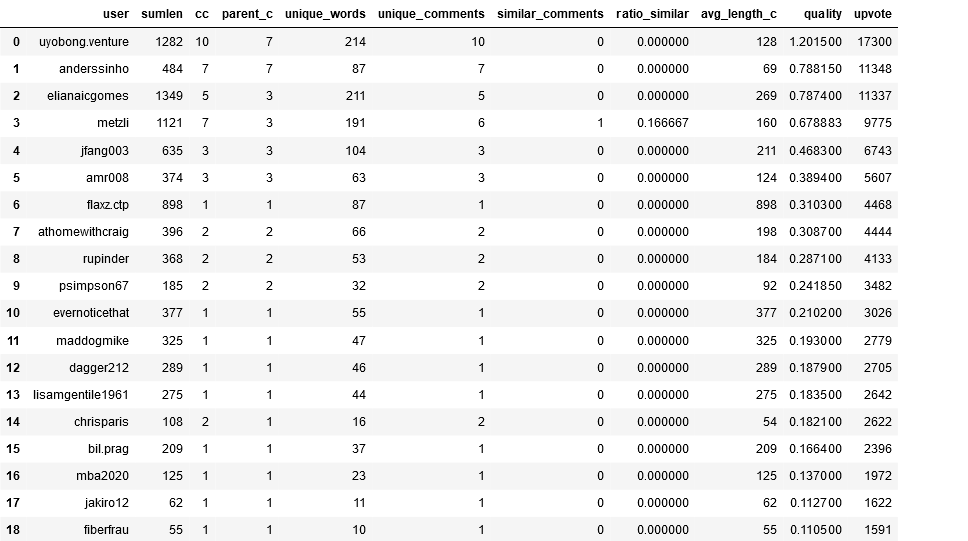 user sumlen cc parent_c unique_words unique_comments similar_comments ratio_similar avg_length_c quality upvote
0 uyobong.venture 1282 10 7 214 10 0 0.000000 128 1.201500 17300
1 anderssinho 484 7 7 87 7 0 0.000000 69 0.788150 11348
2 elianaicgomes 1349 5 3 211 5 0 0.000000 269 0.787400 11337
3 metzli 1121 7 3 191 6 1 0.166667 160 0.678883 9775
4 jfang003 635 3 3 104 3 0 0.000000 211 0.468300 6743
5 amr008 374 3 3 63 3 0 0.000000 124 0.389400 5607
6 flaxz.ctp 898 1 1 87 1 0 0.000000 898 0.310300 4468
7 athomewithcraig 396 2 2 66 2 0 0.000000 198 0.308700 4444
8 rupinder 368 2 2 53 2 0 0.000000 184 0.287100 4133
9 psimpson67 185 2 2 32 2 0 0.000000 92 0.241850 3482
10 evernoticethat 377 1 1 55 1 0 0.000000 377 0.210200 3026
11 maddogmike 325 1 1 47 1 0 0.000000 325 0.193000 2779
12 dagger212 289 1 1 46 1 0 0.000000 289 0.187900 2705
13 lisamgentile1961 275 1 1 44 1 0 0.000000 275 0.183500 2642
14 chrisparis 108 2 1 16 2 0 0.000000 54 0.182100 2622
15 bil.prag 209 1 1 37 1 0 0.000000 209 0.166400 2396
16 mba2020 125 1 1 23 1 0 0.000000 125 0.137000 1972
17 jakiro12 62 1 1 11 1 0 0.000000 62 0.112700 1622
18 fiberfrau 55 1 1 10 1 0 0.000000 55 0.110500 1591